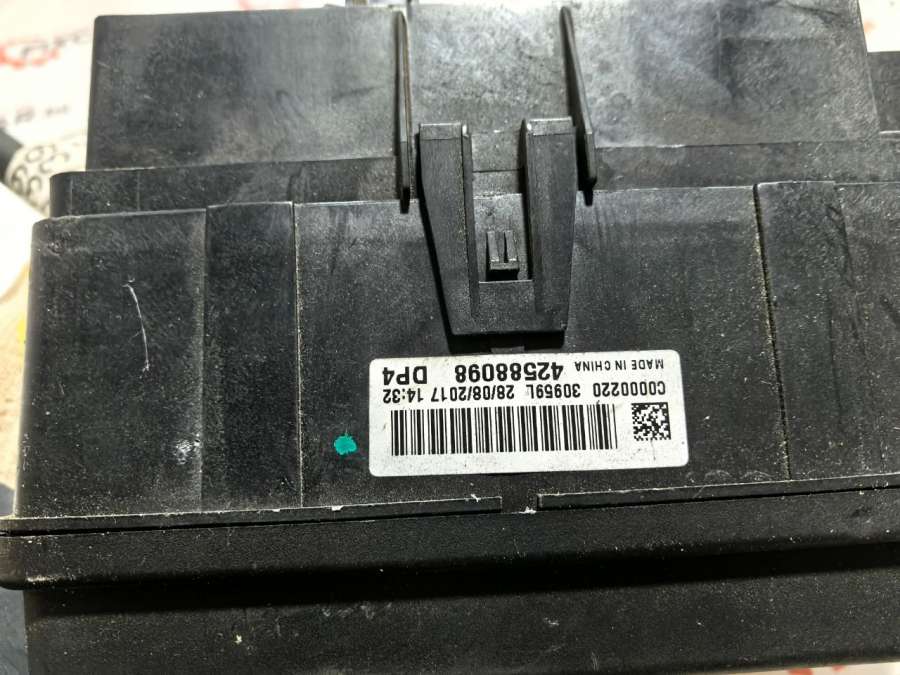 C0000220 30959L 28/08/2017 14:32
42588098 DP4
MADE IN CHINA